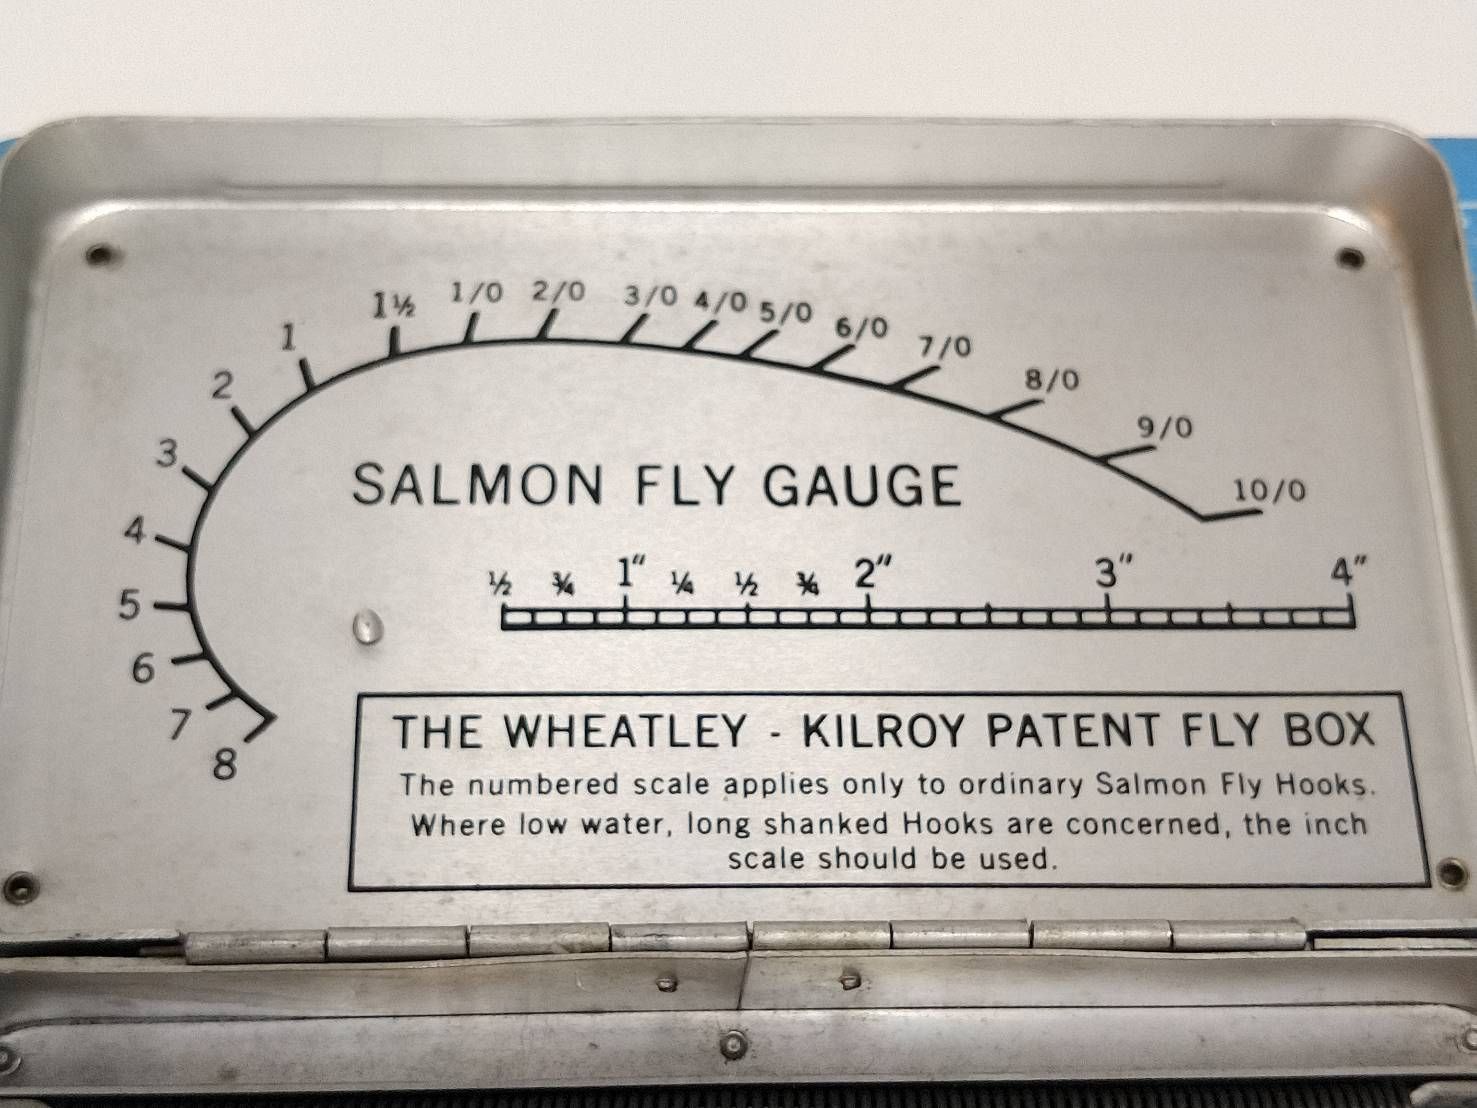 1½ 1/0 2/0 3/0 4/0 5/0 6/0 7/0 8/0 9/0 10/0
1
2
3
4
5
6
7
8
SALMON FLY GAUGE
½ ¾ 1" ¼ ½ ¾ 2" 3" 4"
THE WHEATLEY - KILROY PATENT FLY BOX
The numbered scale applies only to ordinary Salmon Fly Hooks.
Where low water, long shanked Hooks are concerned, the inch
scale should be used.